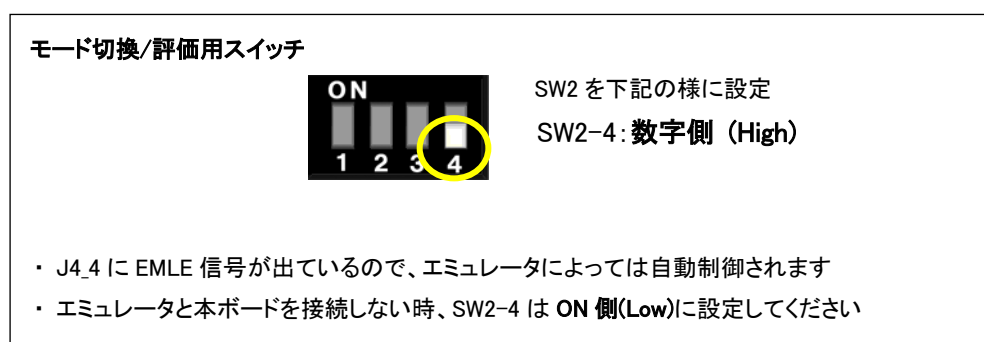 モード切換/評価用スイッチ
ON
1 2 3 4
SW2 を下記の様に設定
SW2-4：数字側 (High)
・ J4_4 に EMLE 信号が出ているので、エミュレータによっては自動制御されます
・ エミュレータと本ボードを接続しない時、SW2-4 は ON 側(Low)に設定してください